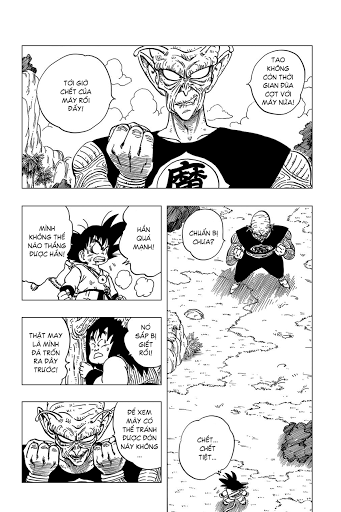 TAO
KHÔNG
CÒN THỜI
GIAN ĐÙA
CỢT VỚI
MÀY NỮA!
TỚI GIỜ
CHẾT CỦA
MÀY RỒI
ĐẤY!
魔
CHUẨN BỊ
CHƯA?
HẮN
QUÁ
MẠNH!
MÌNH
KHÔNG THỂ
NÀO THẮNG
ĐƯỢC HẮN!
NÓ
SẮP BỊ
GIẾT
RỒI!
THẬT MAY
LÀ MÌNH
ĐÃ TRỐN
RA ĐÂY
TRƯỚC!
ĐỂ XEM
MÀY CÓ
THỂ TRÁNH
ĐƯỢC ĐÒN
NÀY KHÔNG
...
CHẾT...
CHẾT
TIỆT...